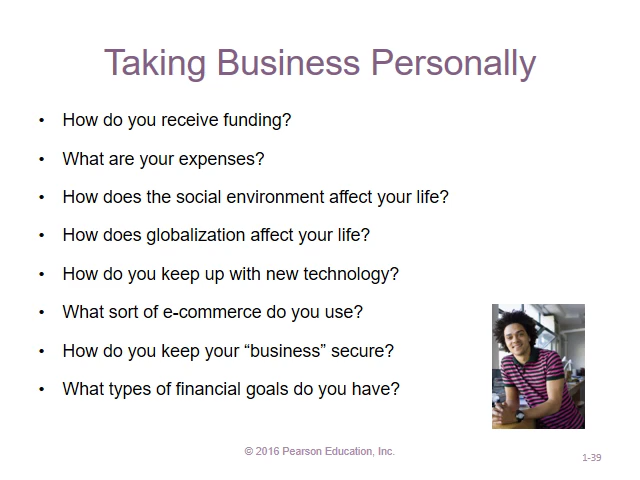 Taking Business Personally
• How do you receive funding?
• What are your expenses?
• How does the social environment affect your life?
• How does globalization affect your life?
• How do you keep up with new technology?
• What sort of e-commerce do you use?
• How do you keep your “business” secure?
• What types of financial goals do you have?
© 2016 Pearson Education, Inc.
1-39